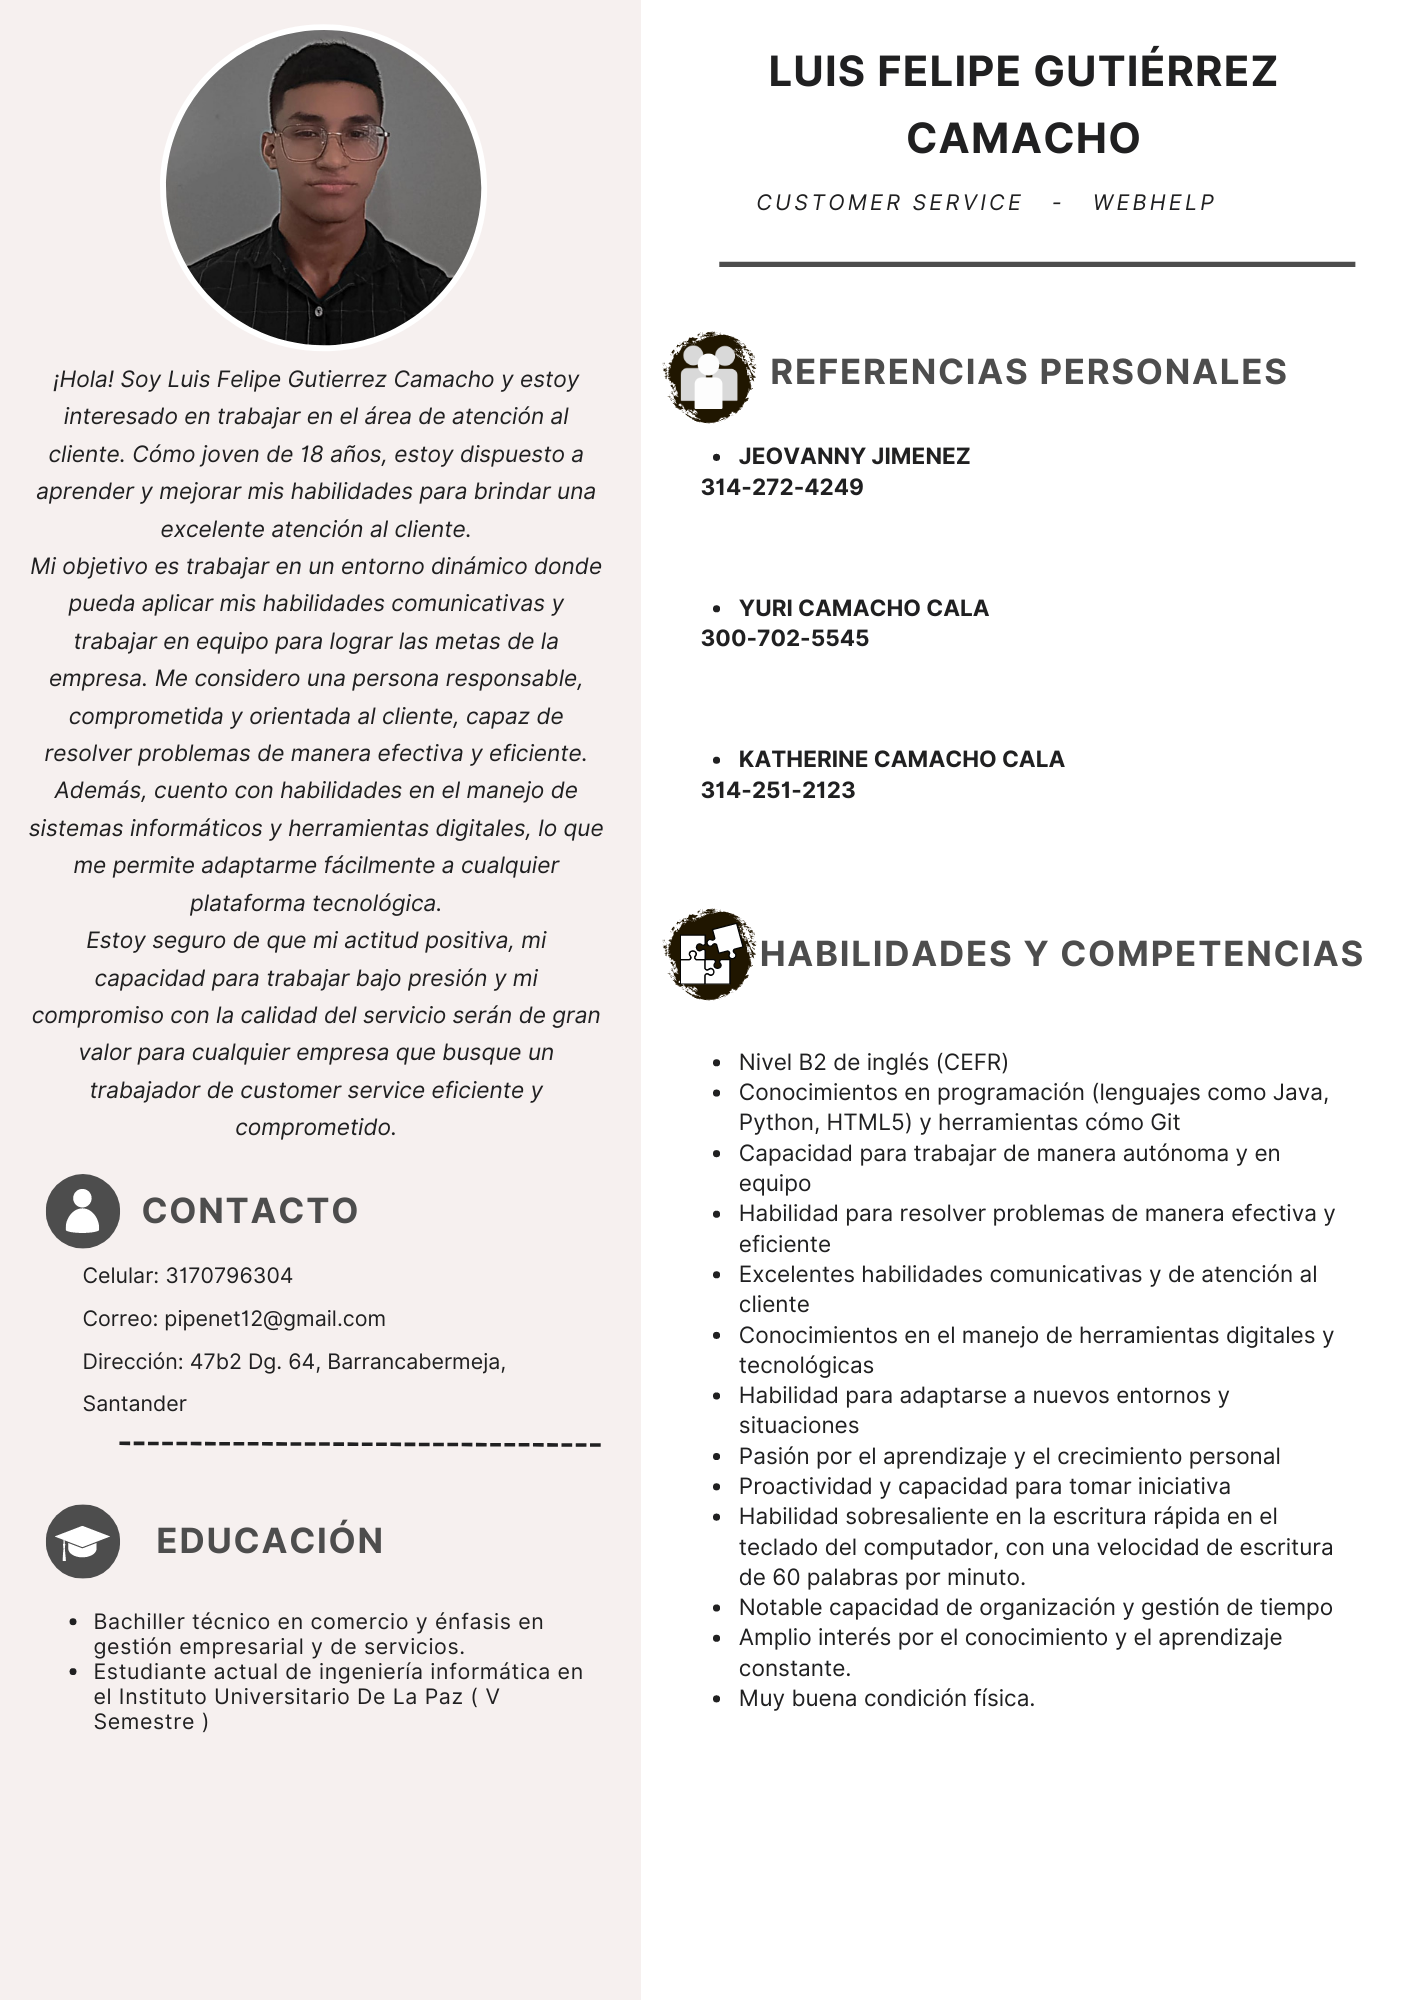 ¡Hola! Soy Luis Felipe Gutierrez Camacho y estoy
interesado en trabajar en el área de atención al
cliente. Cómo joven de 18 años, estoy dispuesto a
aprender y mejorar mis habilidades para brindar una
excelente atención al cliente.
Mi objetivo es trabajar en un entorno dinámico donde
pueda aplicar mis habilidades comunicativas y
trabajar en equipo para lograr las metas de la
empresa. Me considero una persona responsable,
comprometida y orientada al cliente, capaz de
resolver problemas de manera efectiva y eficiente.
Además, cuento con habilidades en el manejo de
sistemas informáticos y herramientas digitales, lo que
me permite adaptarme fácilmente a cualquier
plataforma tecnológica.
Estoy seguro de que mi actitud positiva, mi
capacidad para trabajar bajo presión y mi
compromiso con la calidad del servicio serán de gran
valor para cualquier empresa que busque un
trabajador de customer service eficiente y
comprometido.
CONTACTO
Celular: 3170796304
Correo: pipenet12@gmail.com
Dirección: 47b2 Dg. 64, Barrancabermeja,
Santander
EDUCACIÓN
• Bachiller técnico en comercio y énfasis en
gestión empresarial y de servicios.
• Estudiante actual de ingeniería informática en
el Instituto Universitario De La Paz ( V
Semestre )
LUIS FELIPE GUTIÉRREZ
CAMACHO
CUSTOMER SERVICE - WEBHELP
REFERENCIAS PERSONALES
• JEOVANNY JIMENEZ
314-272-4249
• YURI CAMACHO CALA
300-702-5545
• KATHERINE CAMACHO CALA
314-251-2123
HABILIDADES Y COMPETENCIAS
• Nivel B2 de inglés (CEFR)
• Conocimientos en programación (lenguajes como Java,
Python, HTML5) y herramientas cómo Git
• Capacidad para trabajar de manera autónoma y en
equipo
• Habilidad para resolver problemas de manera efectiva y
eficiente
• Excelentes habilidades comunicativas y de atención al
cliente
• Conocimientos en el manejo de herramientas digitales y
tecnológicas
• Habilidad para adaptarse a nuevos entornos y
situaciones
• Pasión por el aprendizaje y el crecimiento personal
• Proactividad y capacidad para tomar iniciativa
• Habilidad sobresaliente en la escritura rápida en el
teclado del computador, con una velocidad de escritura
de 60 palabras por minuto.
• Notable capacidad de organización y gestión de tiempo
• Amplio interés por el conocimiento y el aprendizaje
constante.
• Muy buena condición física.